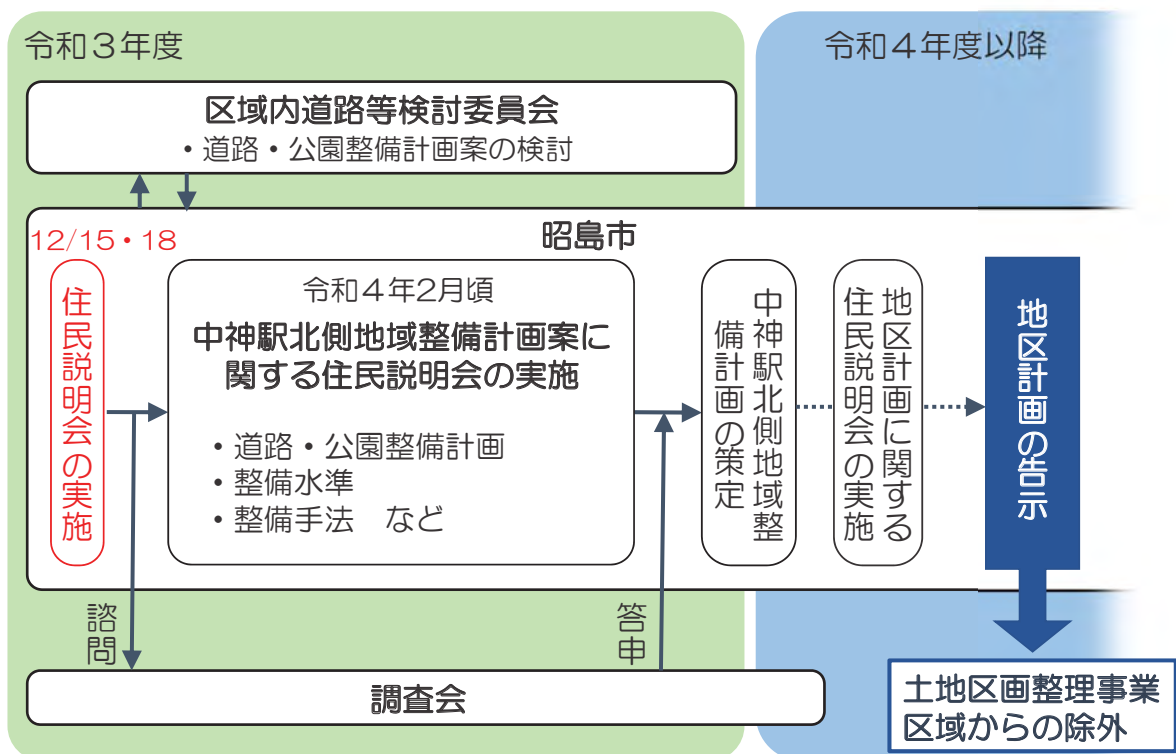 令和３年度
令和４年度以降
区域内道路等検討委員会
・道路・公園整備計画案の検討
昭島市
12/15・18
住民説明会の実施
令和４年2月頃
中神駅北側地域整備計画案に
関する住民説明会の実施
・道路・公園整備計画
・整備水準
・整備手法　など
中神駅北側地域整
備計画の策定
地区計画に関する
住民説明会の実施
地区計画の告示
諮問
答申
調査会
土地区画整理事業
区域からの除外